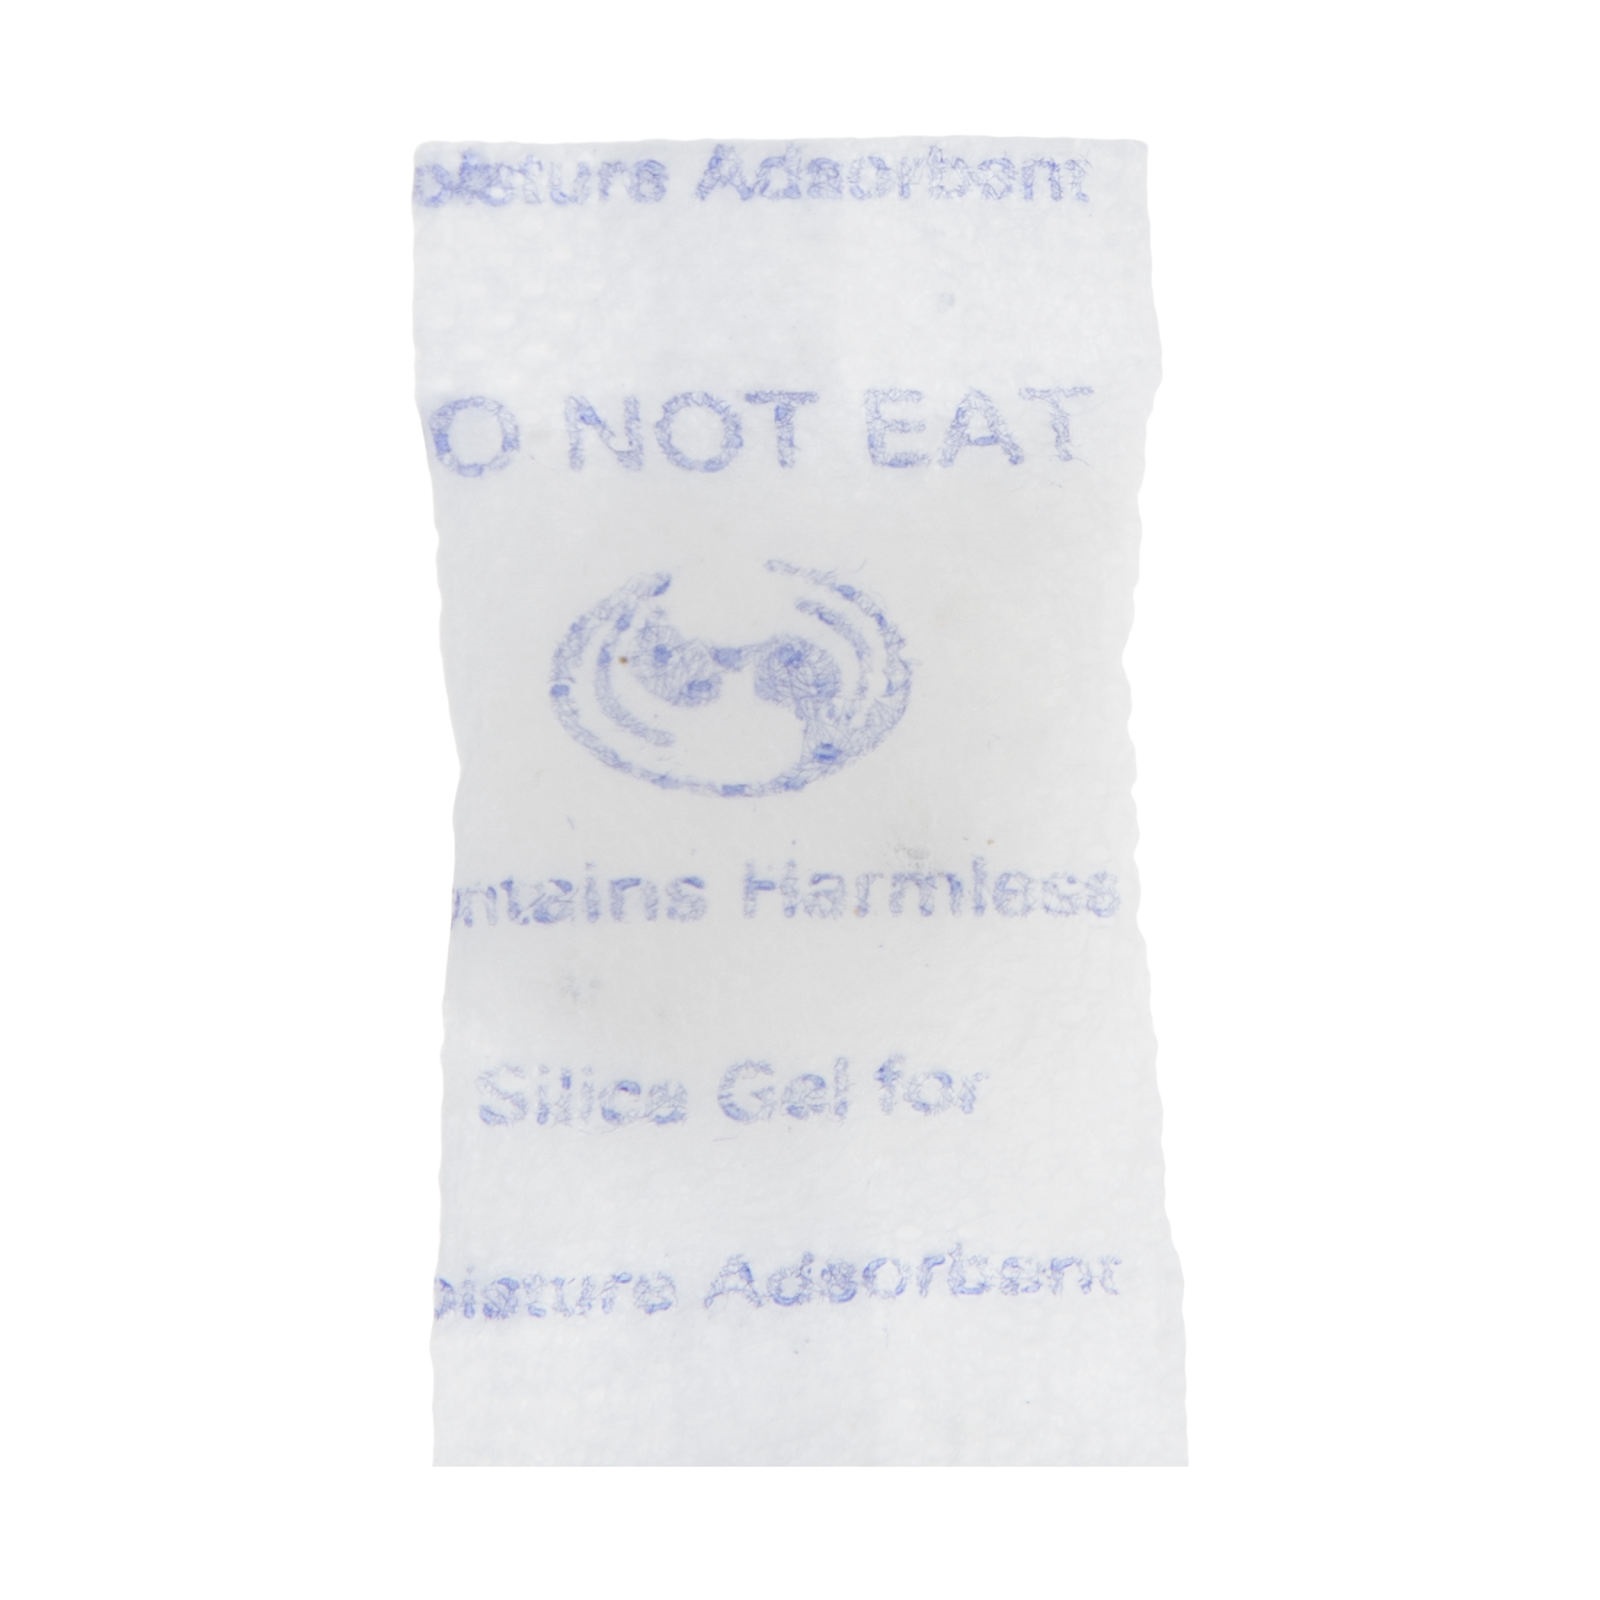 oisture Adsorbent
O NOT EAT
ontains Harmless
Silica Gel for
oisture Adsorbent